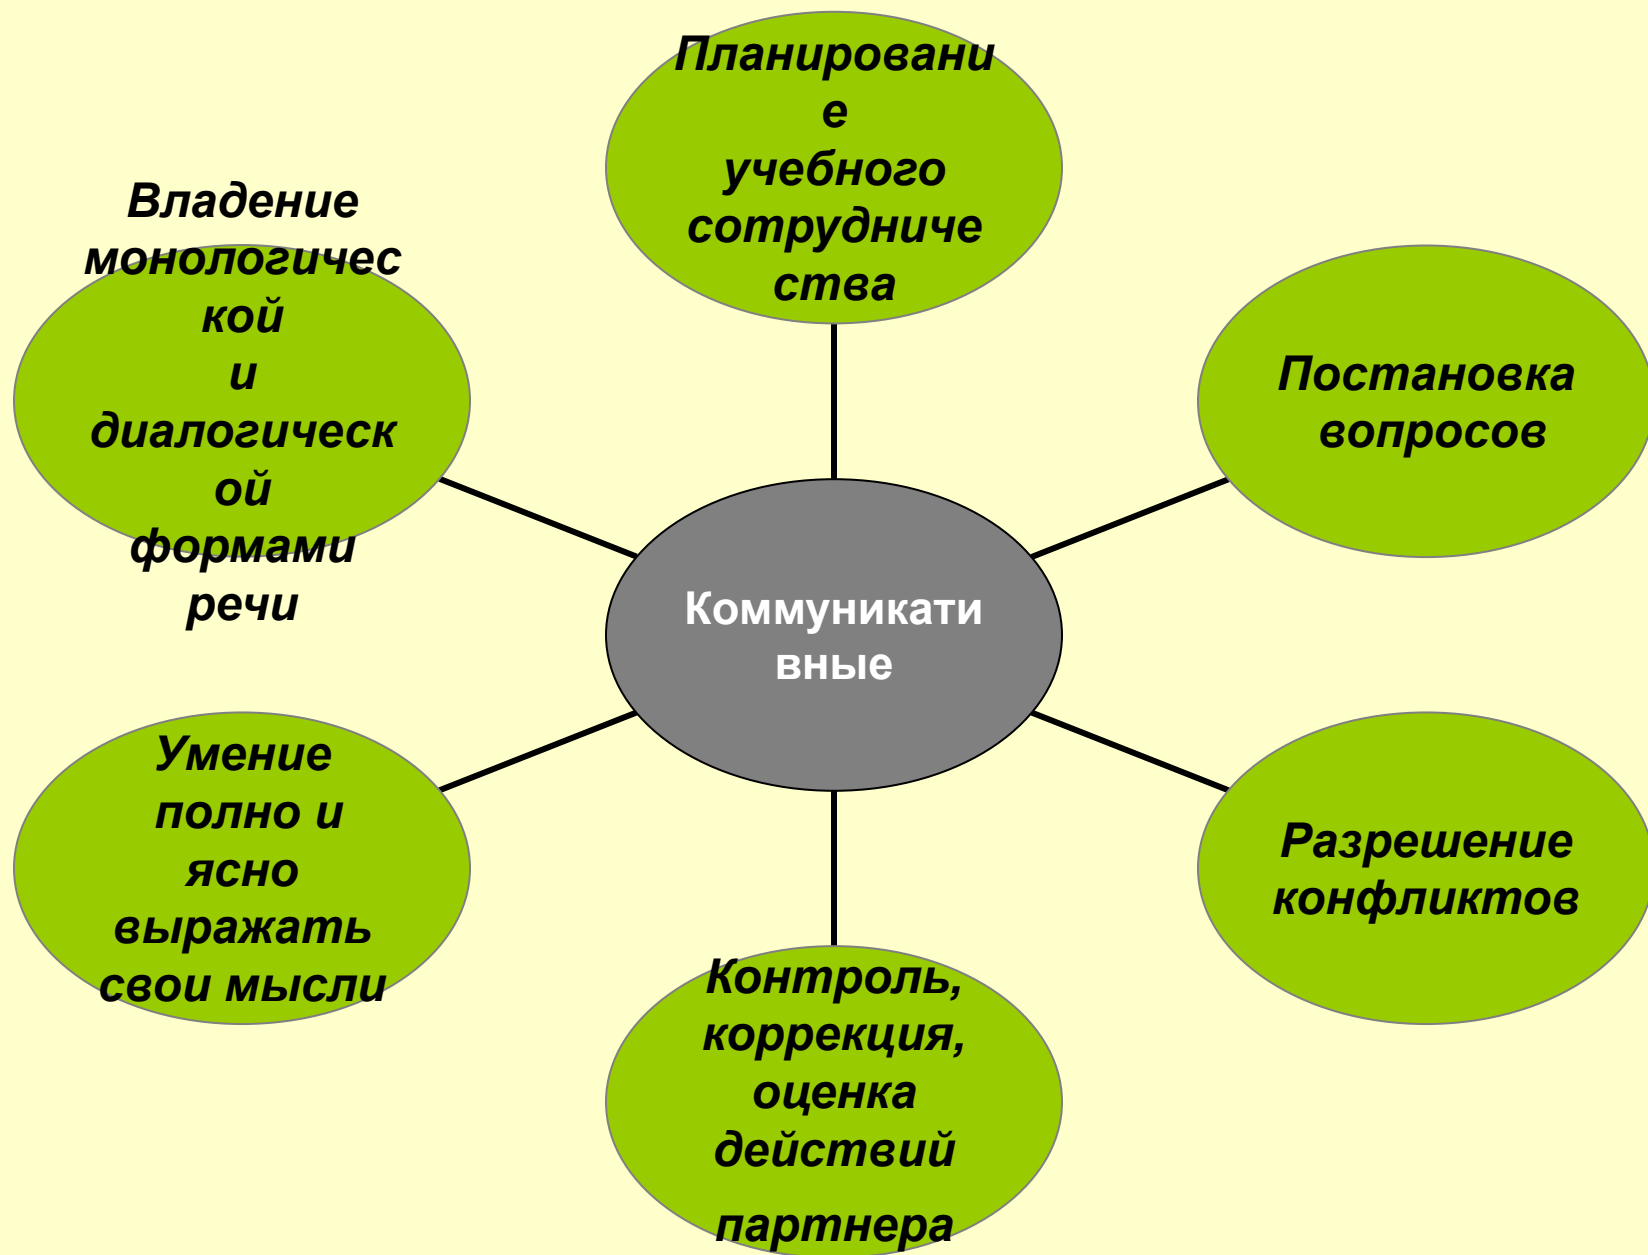 Планировани
е
учебного
сотрудниче
ства
Владение
монологичес
кой
и
диалогическ
ой
формами
речи
Постановка
вопросов
Коммуникати
вные
Умение
полно и
ясно
выражать
свои мысли
Разрешение
конфликтов
Контроль,
коррекция,
оценка
действий
партнера